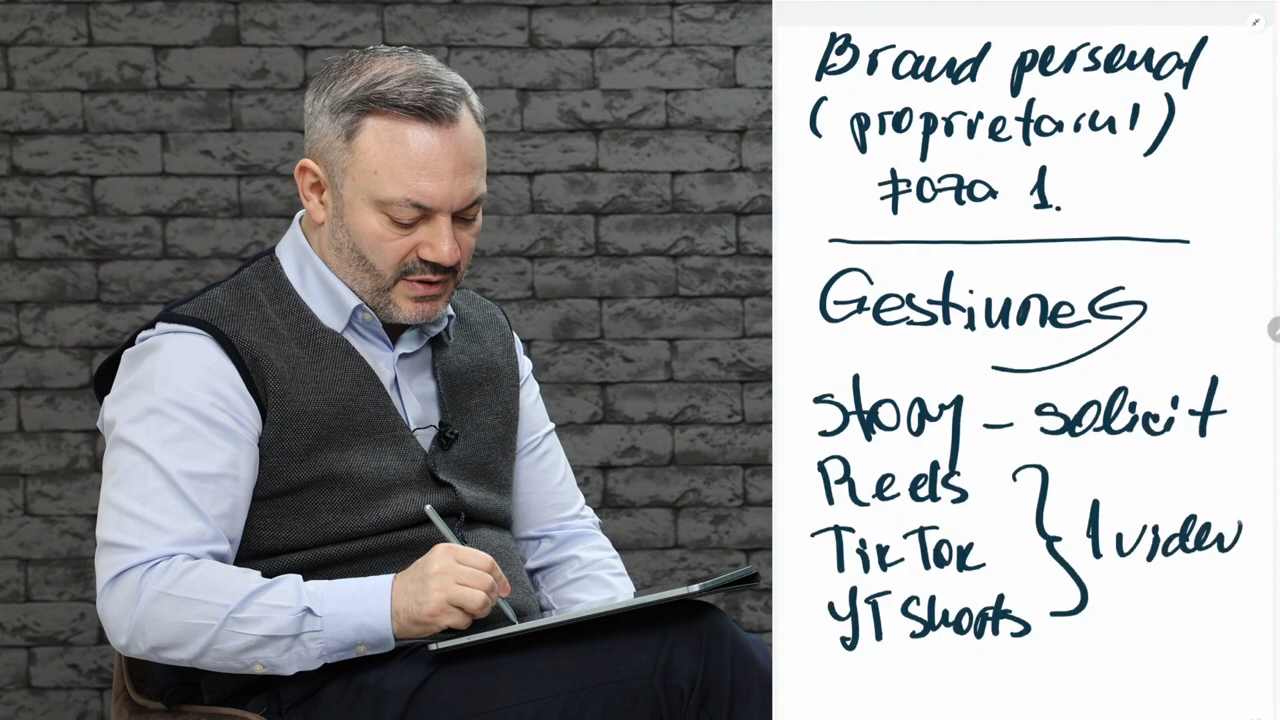 Brand personal
(proprietarul)
Faza 1.
Gestiunea
Story - solicit
Reels
TikTok
YT Shorts
1 video